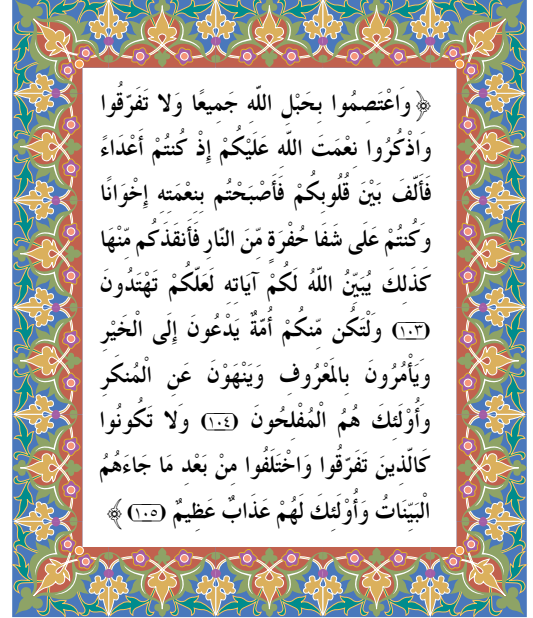 ﴿ وَاعْتَصِمُوا بِحَبْلِ اللَّهِ جَمِيعًا وَلا تَفَرَّقُوا
وَاذْكُرُوا نِعْمَتَ اللَّهِ عَلَيْكُمْ إِذْ كُنتُمْ أَعْدَاءً
فَأَلَّفَ بَيْنَ قُلُوبِكُمْ فَأَصْبَحْتُم بِنِعْمَتِهِ إِخْوَانًا
وَكُنتُمْ عَلَى شَفَا حُفْرَةٍ مِّنَ النَّارِ فَأَنقَذَكُم مِّنْهَا
كَذَلِكَ يُبَيِّنُ اللَّهُ لَكُمْ آيَاتِهِ لَعَلَّكُمْ تَهْتَدُونَ
(١٠٣) وَلْتَكُن مِّنكُمْ أُمَّةٌ يَدْعُونَ إِلَى الْخَيْرِ
وَيَأْمُرُونَ بِالْمَعْرُوفِ وَيَنْهَوْنَ عَنِ الْمُنكَرِ
وَأُوْلَئِكَ هُمُ الْمُفْلِحُونَ (١٠٤) وَلا تَكُونُوا
كَالَّذِينَ تَفَرَّقُوا وَاخْتَلَفُوا مِنْ بَعْدِ مَا جَاءَهُمُ
الْبَيِّنَاتُ وَأُوْلَئِكَ لَهُمْ عَذَابٌ عَظِيمٌ (١٠٥) ﴾